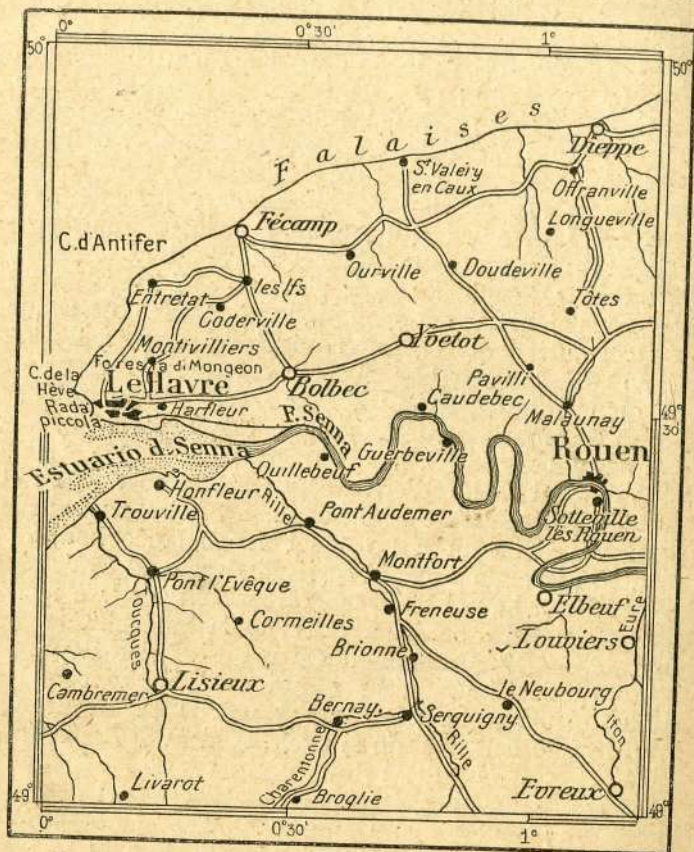 0° 0°30' 1°
50° 50°
Falaises
Dieppe
St Valéry
en Caux
Offranville
Longueville
Fécamp
C. d'Antifer
Ourville
Doudeville
les Ifs
Entretat
Goderville
Tôtes
Montivilliers
Yvetot
Foresta di Mongeon
C. de la
Hève
Le Havre
Bolbec
Pavilli
Rada
piccola
Harfleur
Caudebec
Malaunay
49°
30'
F. Senna
Estuario d. Senna
Guerbeville
Rouen
Quillebeuf
Honfleur
Rille
Trouville
Pont Audemer
Sotteville
lès Rouen
Montfort
Pont l'Evêque
Elbeuf
Freneuse
Eure
Touques
Cormeilles
Louviers
Brionne
Cambremer
Lisieux
le Neubourg
Bernay
Serquigny
Rille
Iton
Charentonne
Livarot
Broglie
Evreux
49° 49°
0° 0°30' 1°